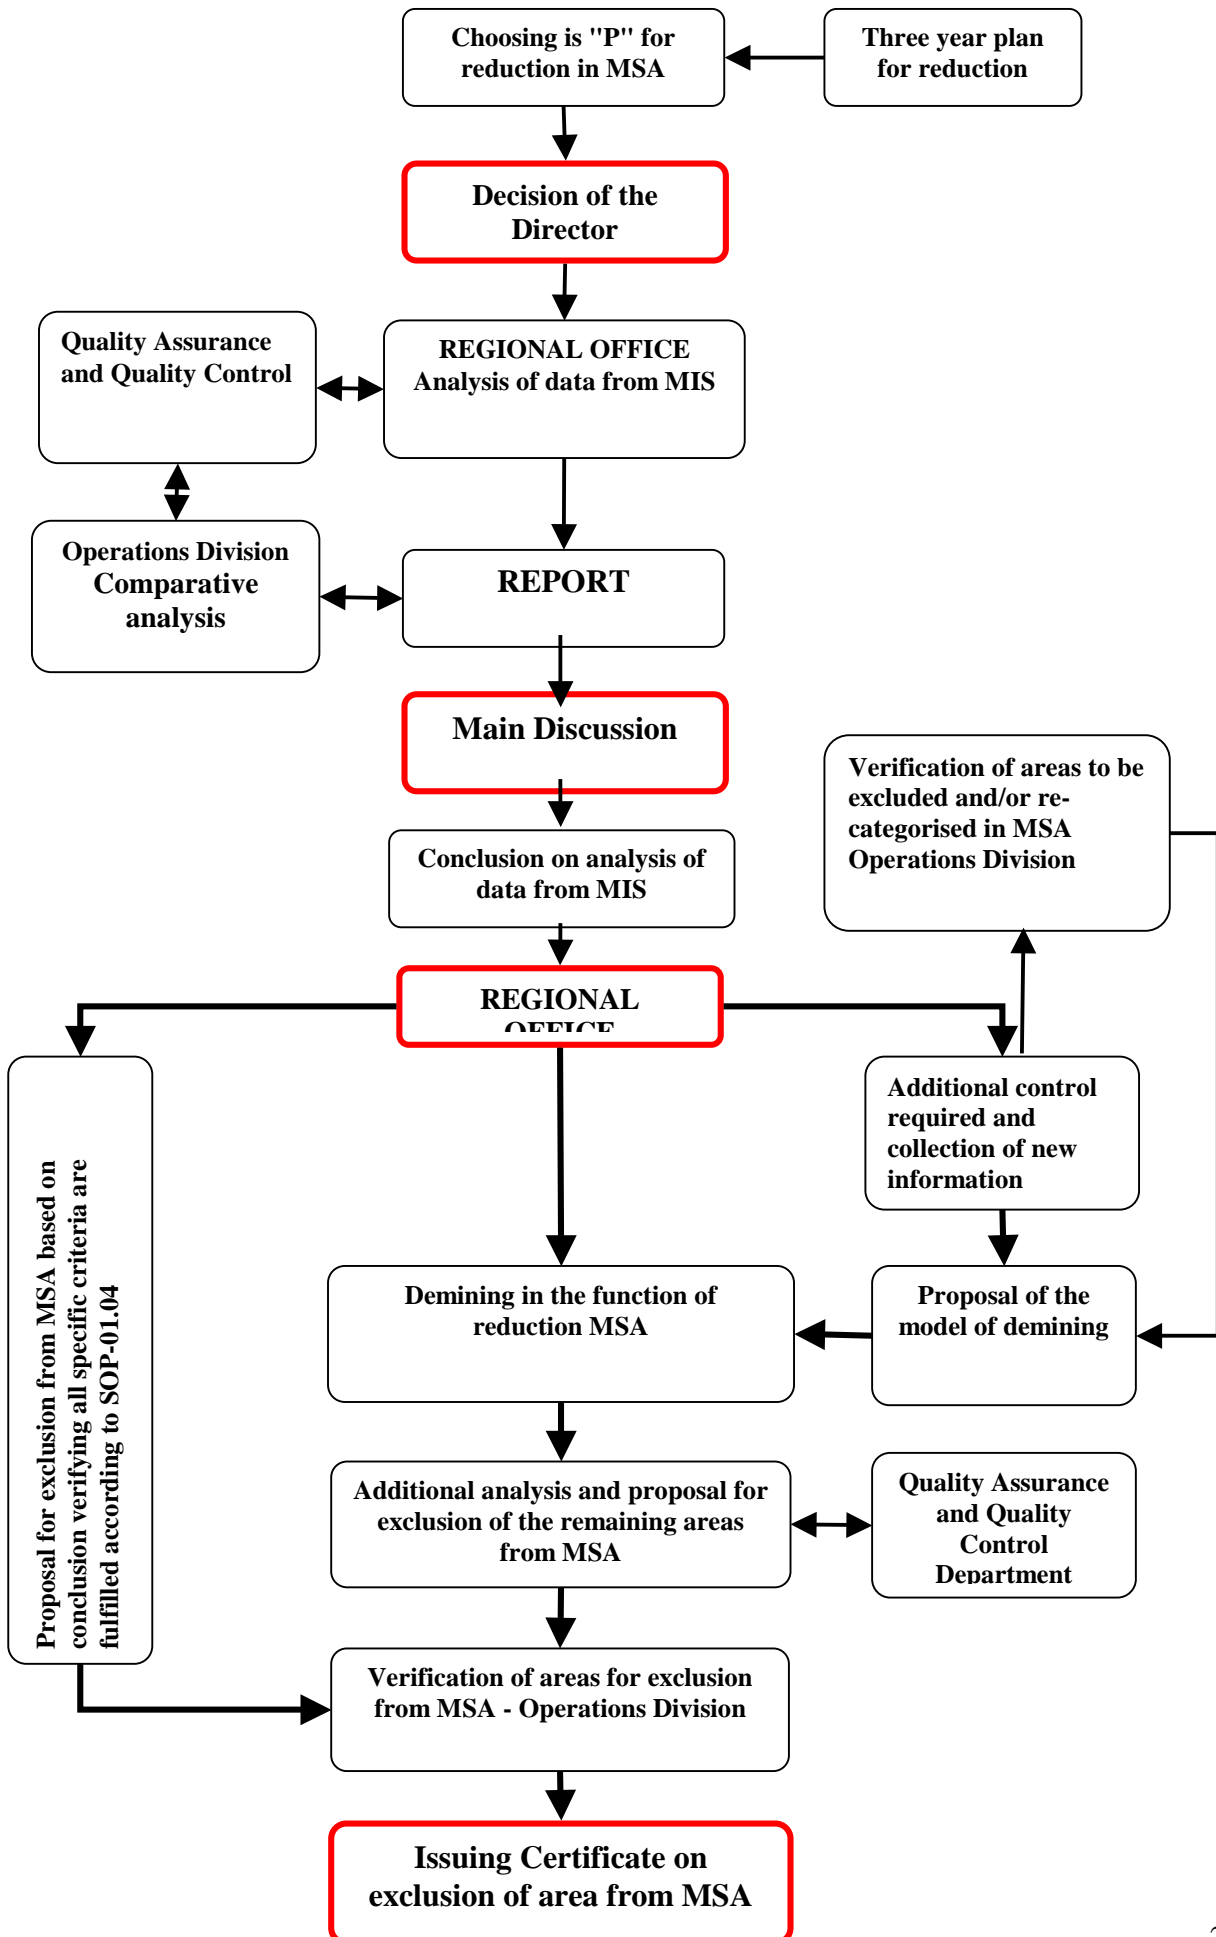 Choosing is "P" for
reduction in MSA
Three year plan
for reduction
Decision of the
Director
Quality Assurance
and Quality Control
REGIONAL OFFICE
Analysis of data from MIS
Operations Division
Comparative
analysis
REPORT
Main Discussion
Verification of areas to be
excluded and/or re-
categorised in MSA
Operations Division
Conclusion on analysis of
data from MIS
REGIONAL
OFFICE
Additional control
required and
collection of new
information
Proposal for exclusion from MSA based on
conclusion verifying all specific criteria are
fulfilled according to SOP-01.04
Demining in the function of
reduction MSA
Proposal of the
model of demining
Additional analysis and proposal for
exclusion of the remaining areas
from MSA
Quality Assurance
and Quality
Control
Department
Verification of areas for exclusion
from MSA - Operations Division
Issuing Certificate on
exclusion of area from MSA